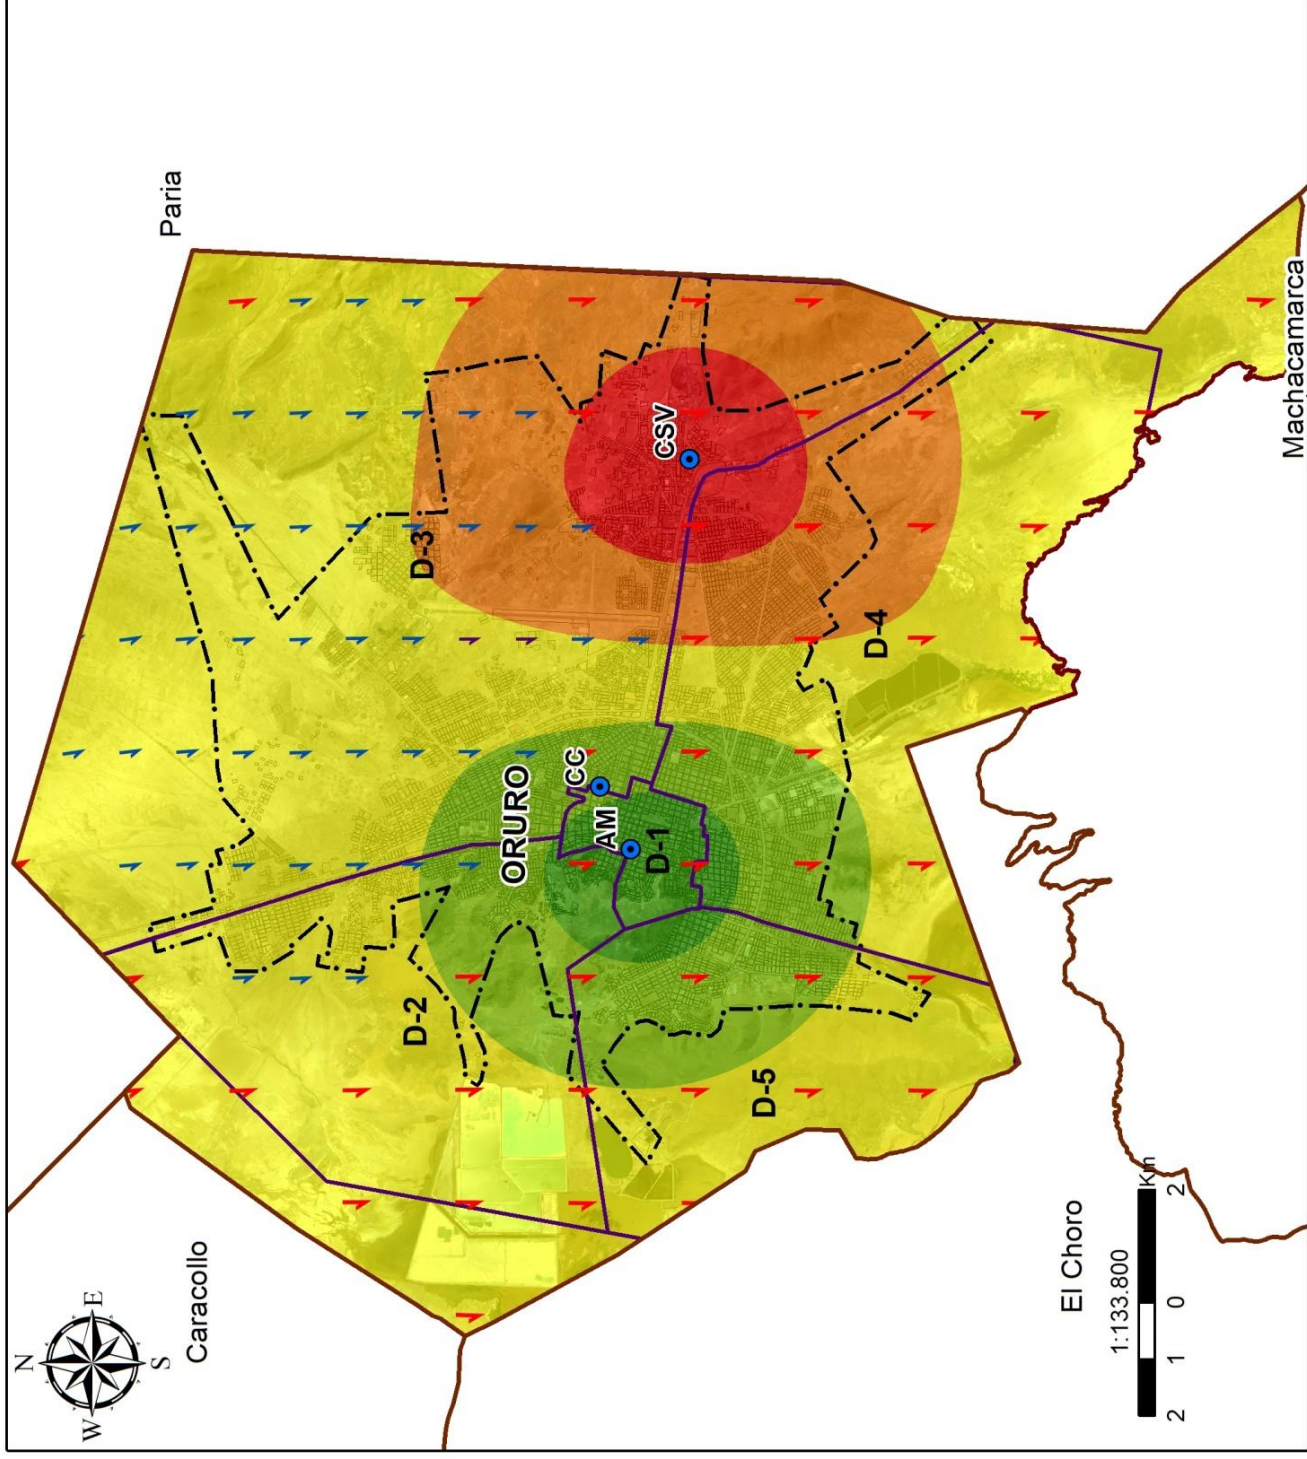 N
W E
S
Caracollo
Paria
D-2
D-3
ORURO
CC
AM
D-1
CSV
D-5
D-4
El Choro
1:133.800
Km
2 1 0 2
Machacamarca